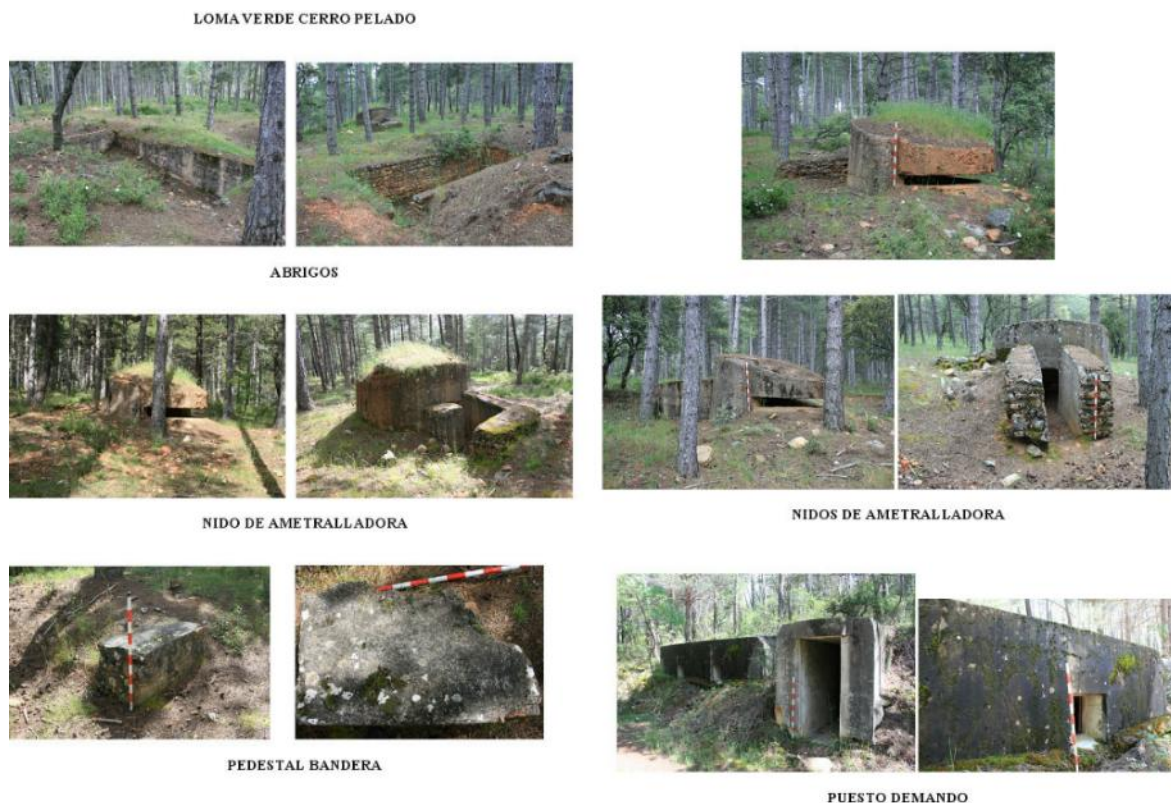 LOMA VERDE CERRO PELADO
ABRIGOS
NIDO DE AMETRALLADORA
NIDOS DE AMETRALLADORA
PEDESTAL BANDERA
PUESTO DEMANDO